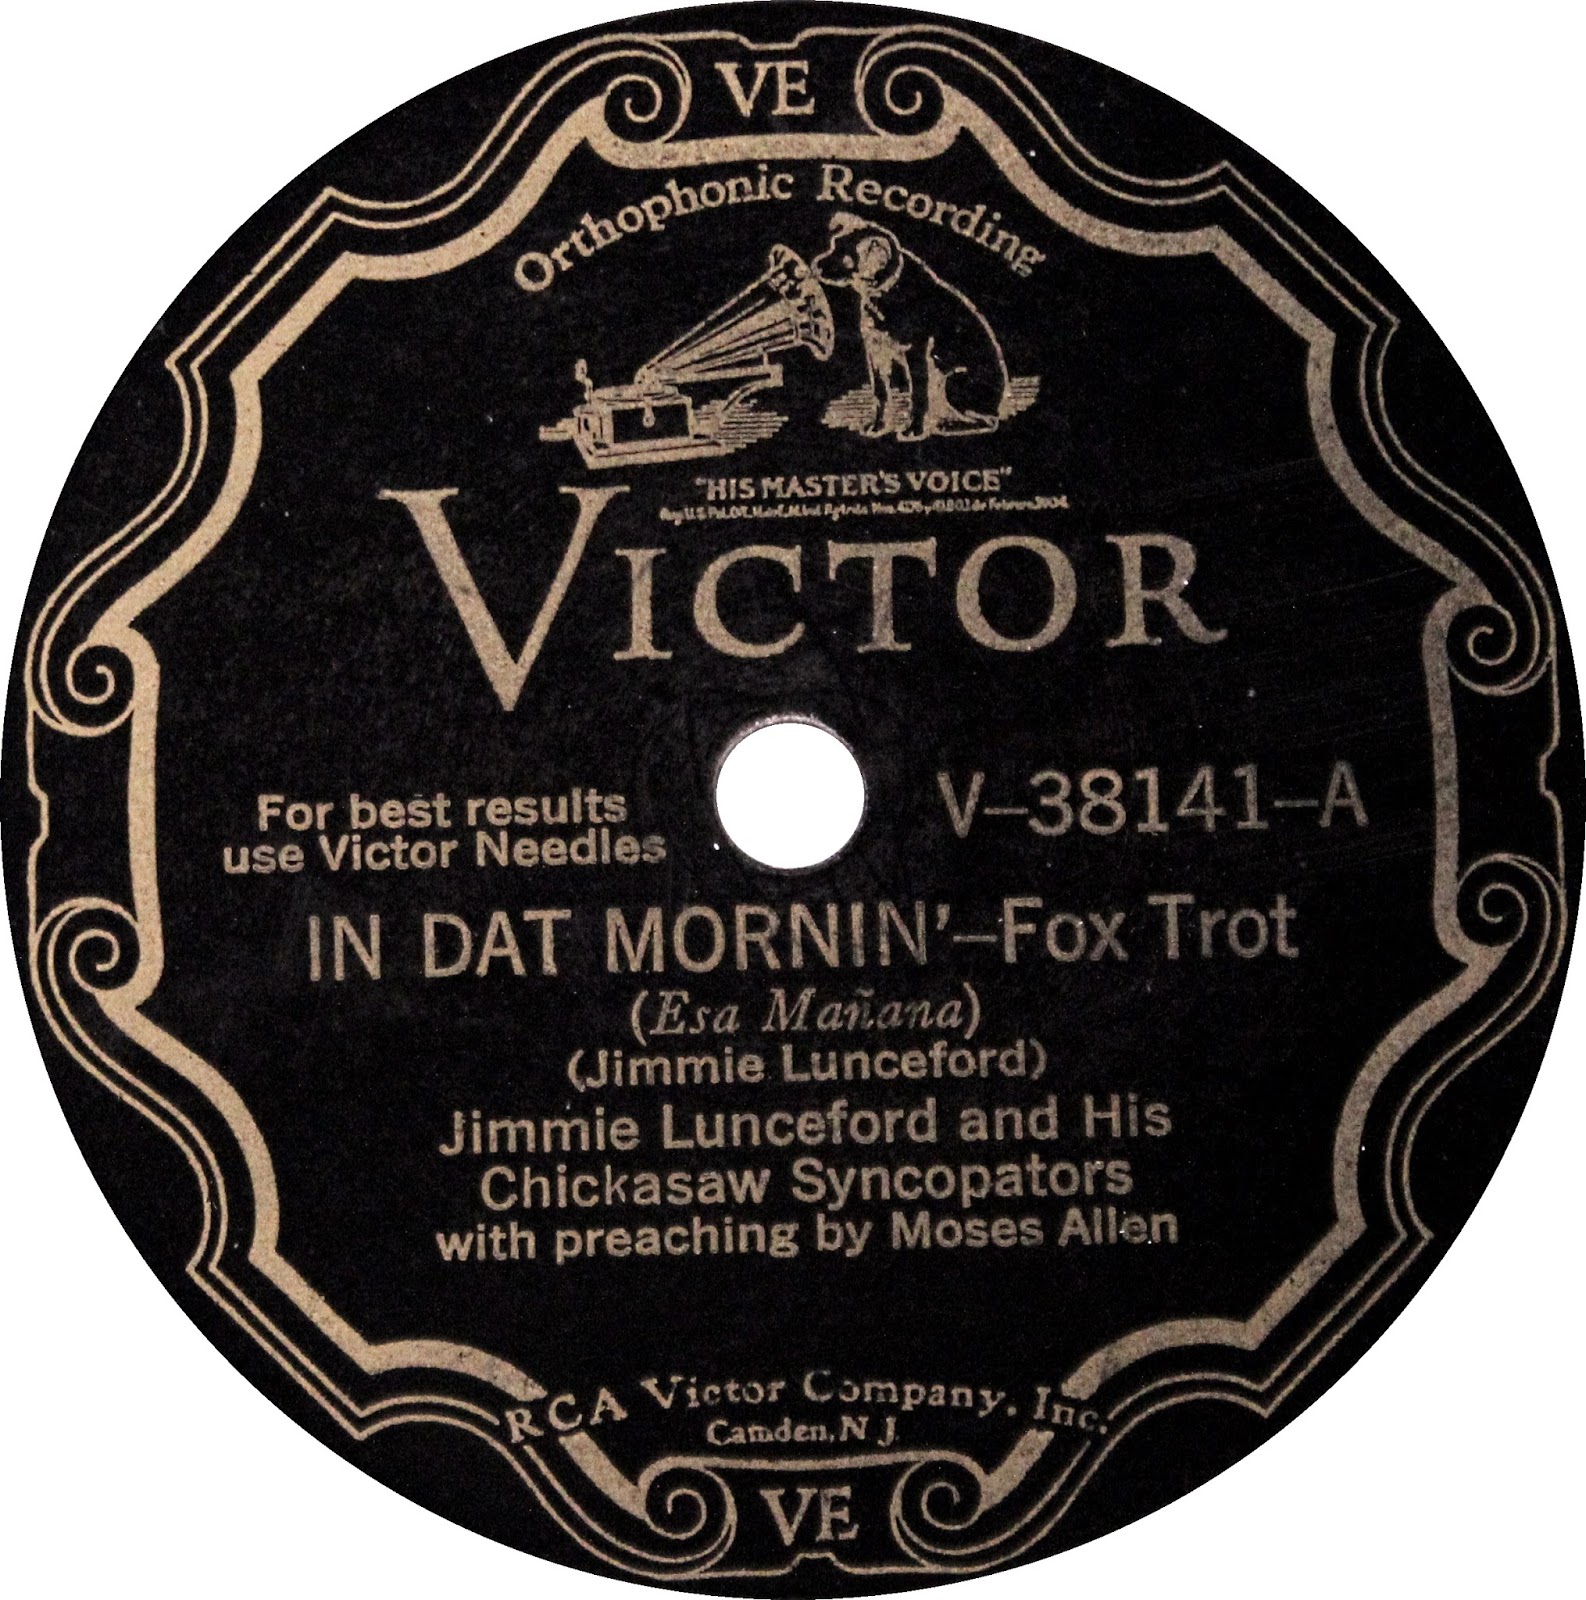 VE
Orthophonic Recording
"HIS MASTER'S VOICE"
VICTOR
For best results
use Victor Needles
V–38141–A
IN DAT MORNIN'–Fox Trot
(Esa Mañana)
(Jimmie Lunceford)
Jimmie Lunceford and His
Chickasaw Syncopators
with preaching by Moses Allen
RCA Victor Company, Inc.
Camden, N J.
VE